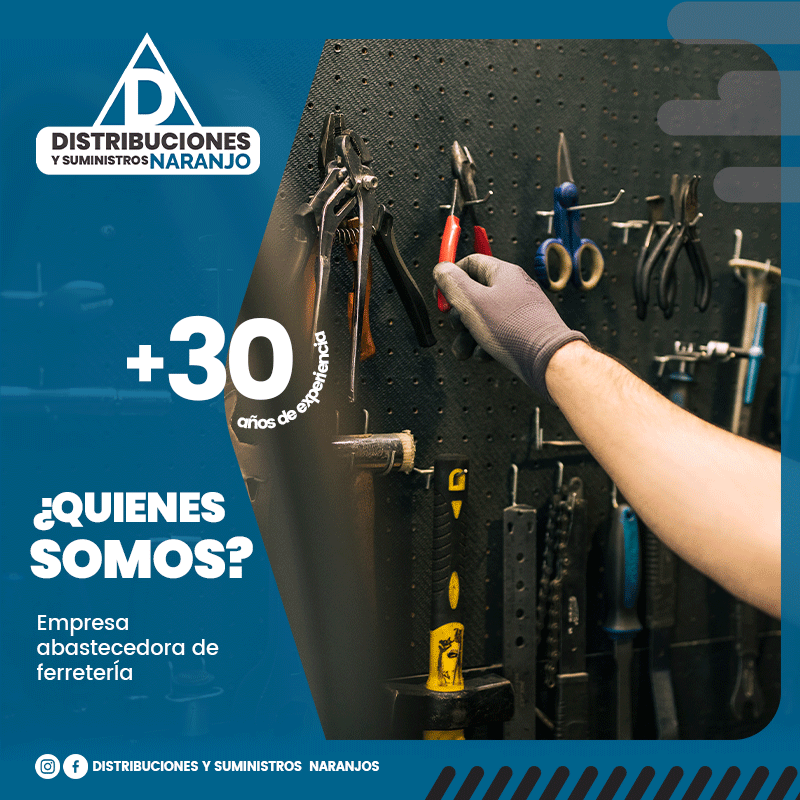 D
DISTRIBUCIONES
Y SUMINISTROS NARANJO
+30
años de experiencia
¿QUIENES
SOMOS?
Empresa
abastecedora de
ferreterÍa
DISTRIBUCIONES Y SUMINISTROS NARANJOS